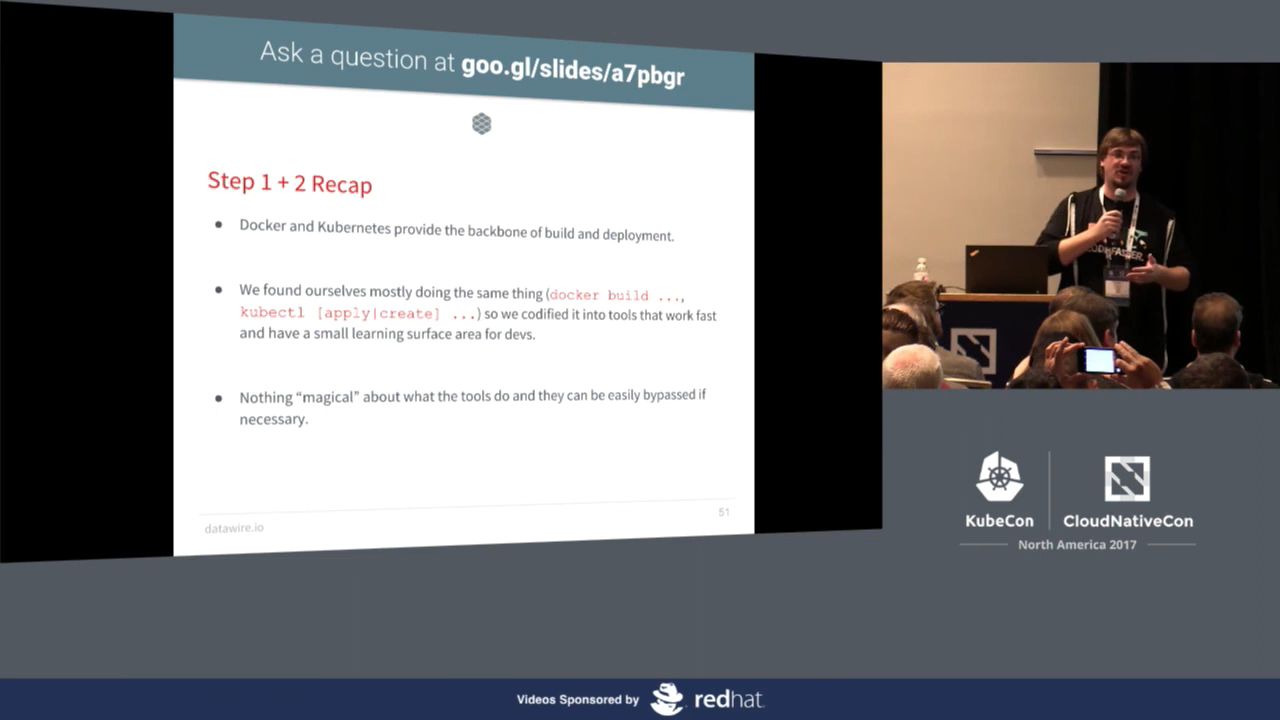 Ask a question at goo.gl/slides/a7pbgr
Step 1 + 2 Recap
● Docker and Kubernetes provide the backbone of build and deployment.
● We found ourselves mostly doing the same thing (docker build ...,
kubectl [apply|create] ...) so we codified it into tools that work fast
and have a small learning surface area for devs.
● Nothing “magical” about what the tools do and they can be easily bypassed if
necessary.
datawire.io
51
KubeCon
CloudNativeCon
North America 2017
Videos Sponsored by
redhat